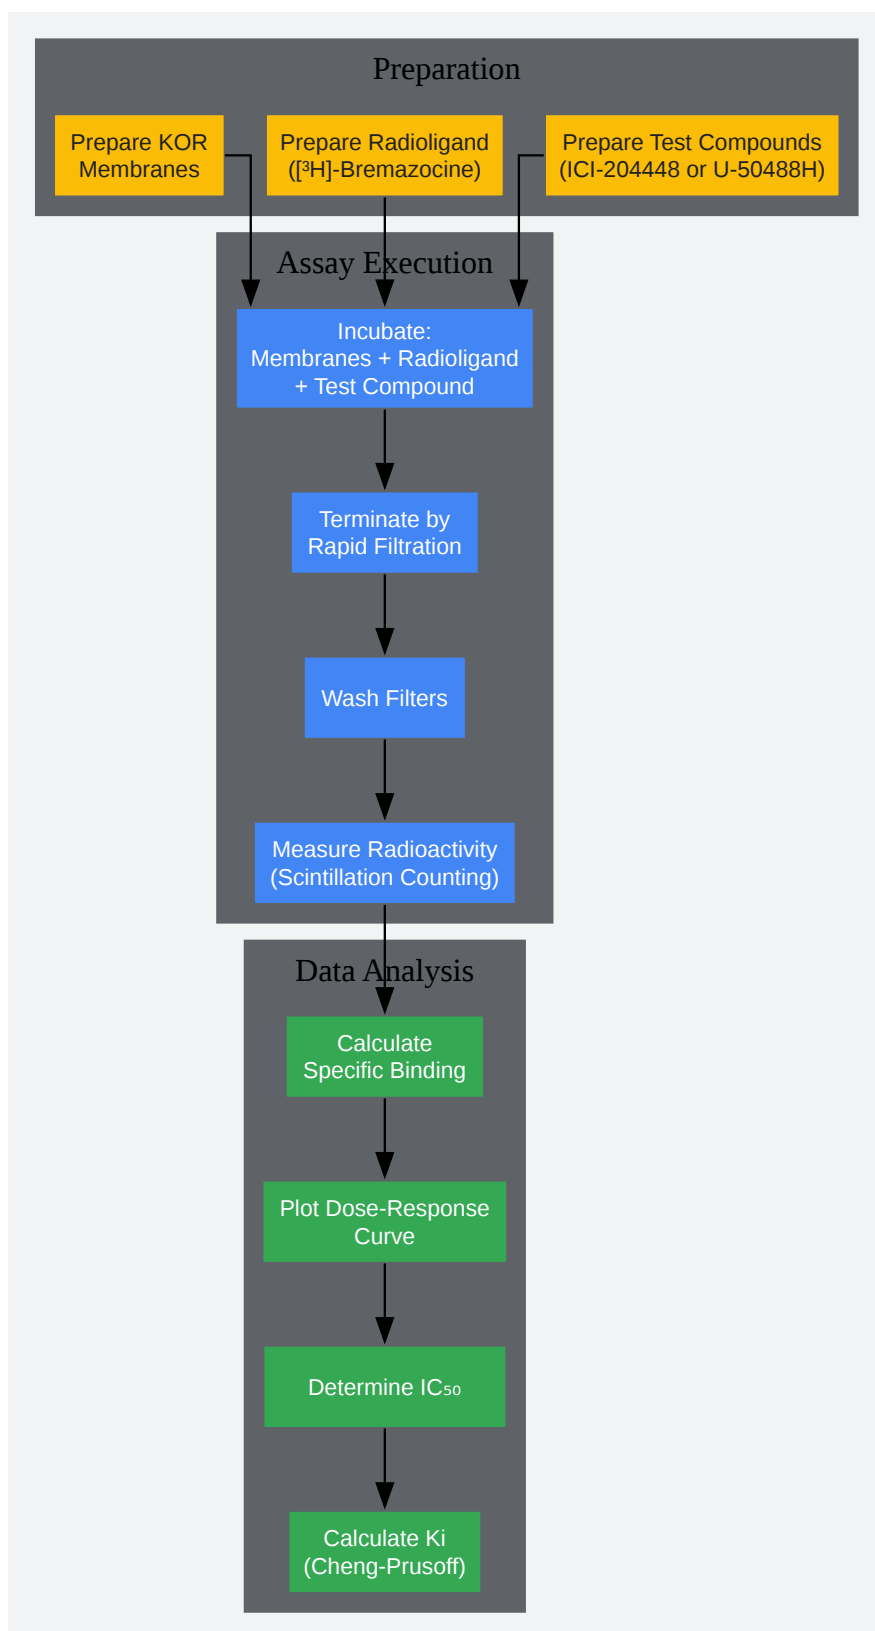 Preparation
Prepare KOR
Membranes
Prepare Radioligand
([³H]-Bremazocine)
Prepare Test Compounds
(ICI-204448 or U-50488H)
Assay Execution
Incubate:
Membranes + Radioligand
+ Test Compound
Terminate by
Rapid Filtration
Wash Filters
Measure Radioactivity
(Scintillation Counting)
Data Analysis
Calculate
Specific Binding
Plot Dose-Response
Curve
Determine IC₅₀
Calculate Ki
(Cheng-Prusoff)